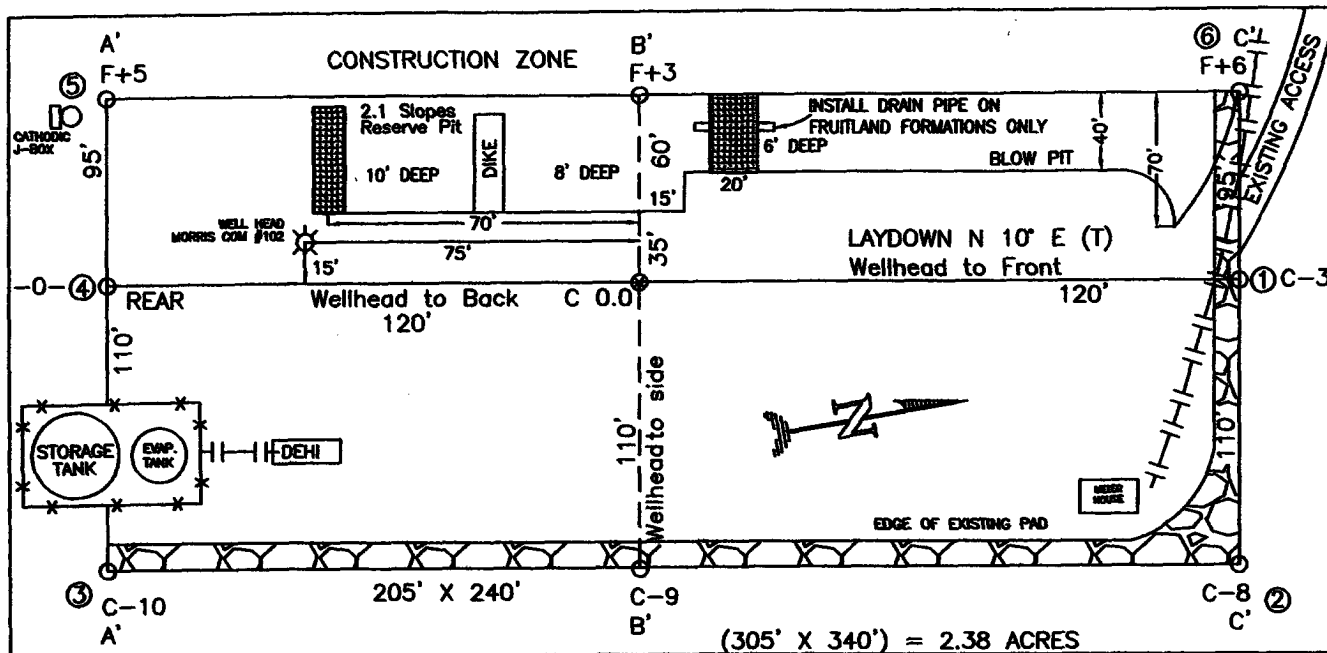 A'
F+5
CONSTRUCTION ZONE
B'
F+3
⑥ C'
F+6
EXISTING ACCESS
⑤
CATHODIC
J-BOX
95'
2.1 Slopes
Reserve Pit
10' DEEP
DIKE
8' DEEP
60'
15'
INSTALL DRAIN PIPE ON
FRUITLAND FORMATIONS ONLY
6' DEEP
20'
BLOW PIT
40'
70'
95'
WELL HEAD
MORRIS COM #102
70'
75'
15'
35'
LAYDOWN N 10° E (T)
Wellhead to Front
120'
-0- ④
REAR
Wellhead to Back
120'
C 0.0
① C-3
110'
STORAGE
TANK
EVAP.
TANK
DEHI
110'
Wellhead to side
N
METER
HOUSE
110'
EDGE OF EXISTING PAD
③
C-10
A'
205' X 240'
C-9
B'
C-8
②
C'
(305' X 340') = 2.38 ACRES